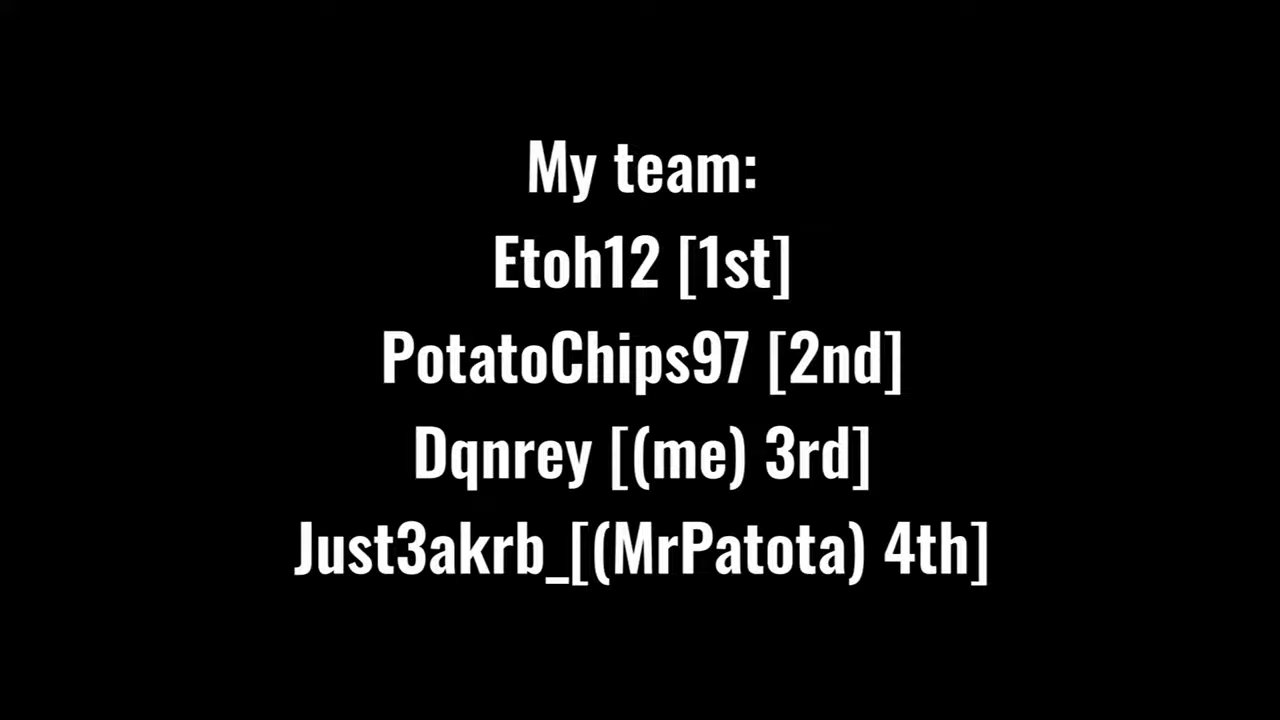 My team:
Etoh12 [1st]
PotatoChips97 [2nd]
Dqnrey [(me) 3rd]
Just3akrb_[(MrPatota) 4th]